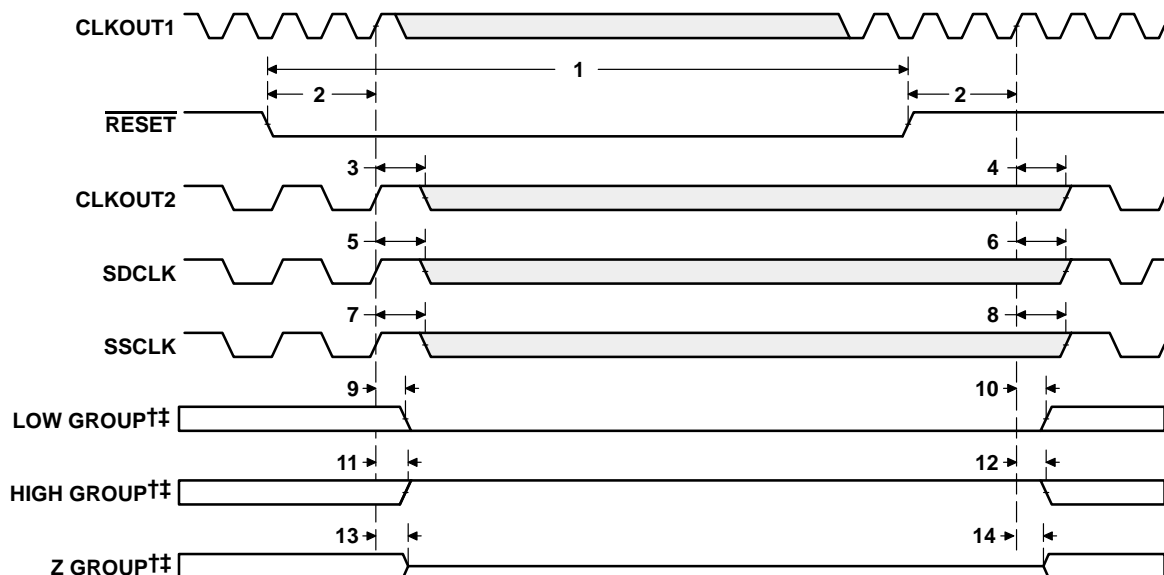 CLKOUT1
1
2 2
RESET
3 4
CLKOUT2
5 6
SDCLK
7 8
SSCLK
9 10
LOW GROUP†‡
11 12
HIGH GROUP†‡
13 14
Z GROUP†‡